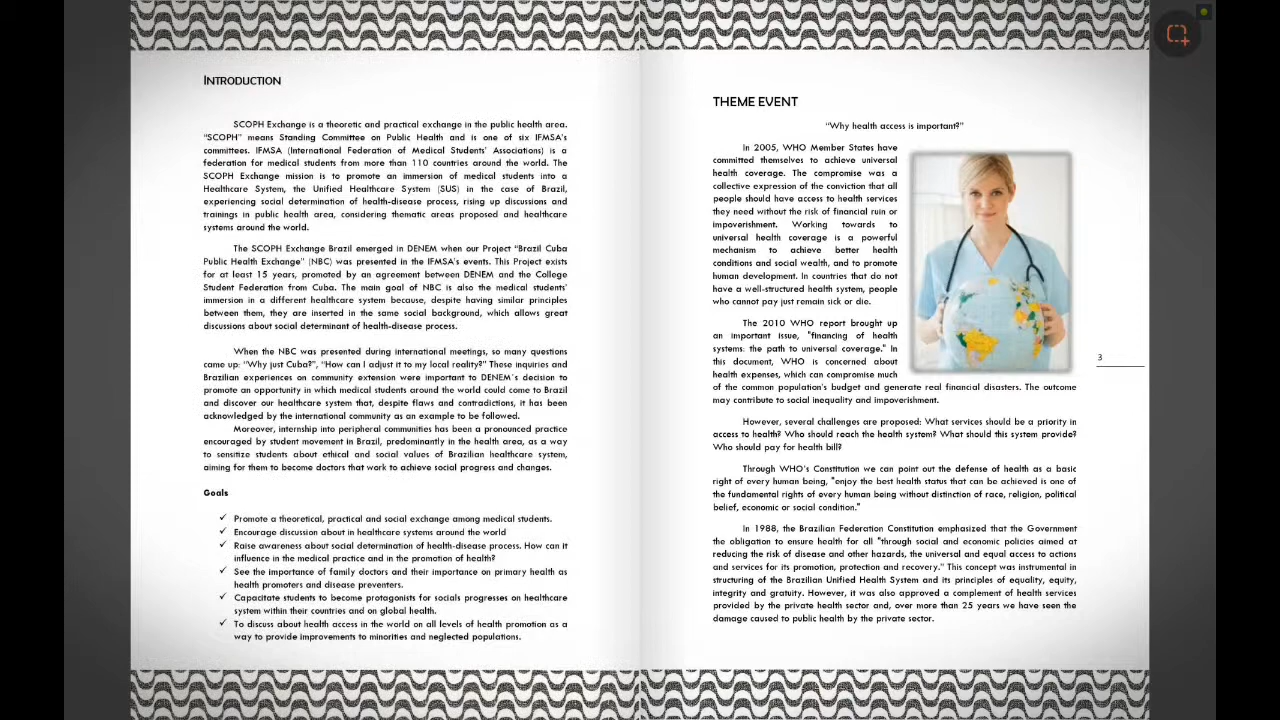 INTRODUCTION
SCOPH Exchange is a theoretic and practical exchange in the public health area.
"SCOPH" means Standing Committee on Public Health and is one of six IFMSA's
committees. IFMSA (International Federation of Medical Students' Associations) is a
federation for medical students from more than 110 countries around the world. The
SCOPH Exchange mission is to promote an immersion of medical students into a
Healthcare System, the Unified Healthcare System (SUS) in the case of Brazil,
experiencing social determination of health-disease process, rising up discussions and
trainings in public health area, considering thematic areas proposed and healthcare
systems around the world.
The SCOPH Exchange Brazil emerged in DENEM when our Project "Brazil Cuba
Public Health Exchange" (NBC) was presented in the IFMSA's events. This Project exists
for at least 15 years, promoted by an agreement between DENEM and the College
Student Federation from Cuba. The main goal of NBC is also the medical students'
immersion in a different healthcare system because, despite having similar principles
between them, they are inserted in the same social background, which allows great
discussions about social determinant of health-disease process.
When the NBC was presented during international meetings, so many questions
came up: "Why just Cuba?", "How can I adjust it to my local reality?" These inquiries and
Brazilian experiences on community extension were important to DENEM´s decision to
promote an opportunity in which medical students around the world could come to Brazil
and discover our healthcare system that, despite flaws and contradictions, it has been
acknowledged by the international community as an example to be followed.
Moreover, internship into peripheral communities has been a pronounced practice
encouraged by student movement in Brazil, predominantly in the health area, as a way
to sensitize students about ethical and social values of Brazilian healthcare system,
aiming for them to become doctors that work to achieve social progress and changes.
Goals
✓ Promote a theoretical, practical and social exchange among medical students.
✓ Encourage discussion about in healthcare systems around the world
✓ Raise awareness about social determination of health-disease process. How can it
influence in the medical practice and in the promotion of health?
✓ See the importance of family doctors and their importance on primary health as
health promoters and disease preventers.
✓ Capacitate students to become protagonists for socials progresses on healthcare
system within their countries and on global health.
✓ To discuss about health access in the world on all levels of health promotion as a
way to provide improvements to minorities and neglected populations.
THEME EVENT
"Why health access is important?"
In 2005, WHO Member States have
committed themselves to achieve universal
health coverage. The compromise was a
collective expression of the conviction that all
people should have access to health services
they need without the risk of financial ruin or
impoverishment. Working towards to
universal health coverage is a powerful
mechanism to achieve better health
conditions and social wealth, and to promote
human development. In countries that do not
have a well-structured health system, people
who cannot pay just remain sick or die.
The 2010 WHO report brought up
an important issue, "financing of health
systems: the path to universal coverage." In
this document, WHO is concerned about
health expenses, which can compromise much
of the common population's budget and generate real financial disasters. The outcome
may contribute to social inequality and impoverishment.
However, several challenges are proposed: What services should be a priority in
access to health? Who should reach the health system? What should this system provide?
Who should pay for health bill?
Through WHO's Constitution we can point out the defense of health as a basic
right of every human being, "enjoy the best health status that can be achieved is one of
the fundamental rights of every human being without distinction of race, religion, political
belief, economic or social condition."
In 1988, the Brazilian Federation Constitution emphasized that the Government
the obligation to ensure health for all "through social and economic policies aimed at
reducing the risk of disease and other hazards, the universal and equal access to actions
and services for its promotion, protection and recovery." This concept was instrumental in
structuring of the Brazilian Unified Health System and its principles of equality, equity,
integrity and gratuity. However, it was also approved a complement of health services
provided by the private health sector and, over more than 25 years we have seen the
damage caused to public health by the private sector.
3